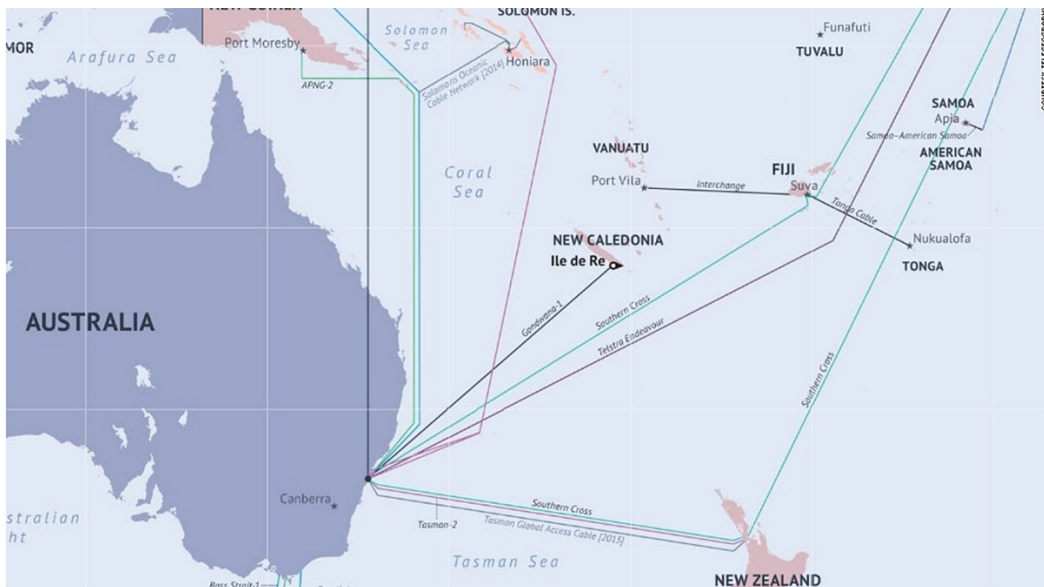 SOLOMON IS.
Funafuti
TUVALU
Port Moresby
Solomon
Sea
MOR
Arafura Sea
Honiara
APNG-2
Solomons Oceanic
Cable Network [2014]
SAMOA
Apia
Samoa–American Samoa
AMERICAN
SAMOA
VANUATU
Coral
Sea
FIJI
Port Vila
Interchange
Suva
Tonga Cable
NEW CALEDONIA
Nukualofa
Ile de Re
TONGA
Gondwana-1
Southern Cross
AUSTRALIA
Telstra Endeavour
Southern Cross
Canberra
Southern Cross
Tasman-2
Tasman Global Access Cable [2015]
stralian
ht
Tasman Sea
NEW ZEALAND